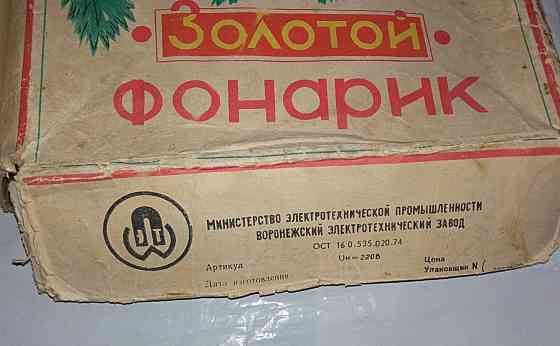 ЗОЛОТОЙ
ФОНАРИК
ЭТ
МИНИСТЕРСТВО ЭЛЕКТРОТЕХНИЧЕСКОЙ ПРОМЫШЛЕННОСТИ
ВОРОНЕЖСКИЙ ЭЛЕКТРОТЕХНИЧЕСКИЙ ЗАВОД
ОСТ 16 0.535.020.74
Uн=220В
Артикул
Цена
Дата изготовления
Упаковщик N